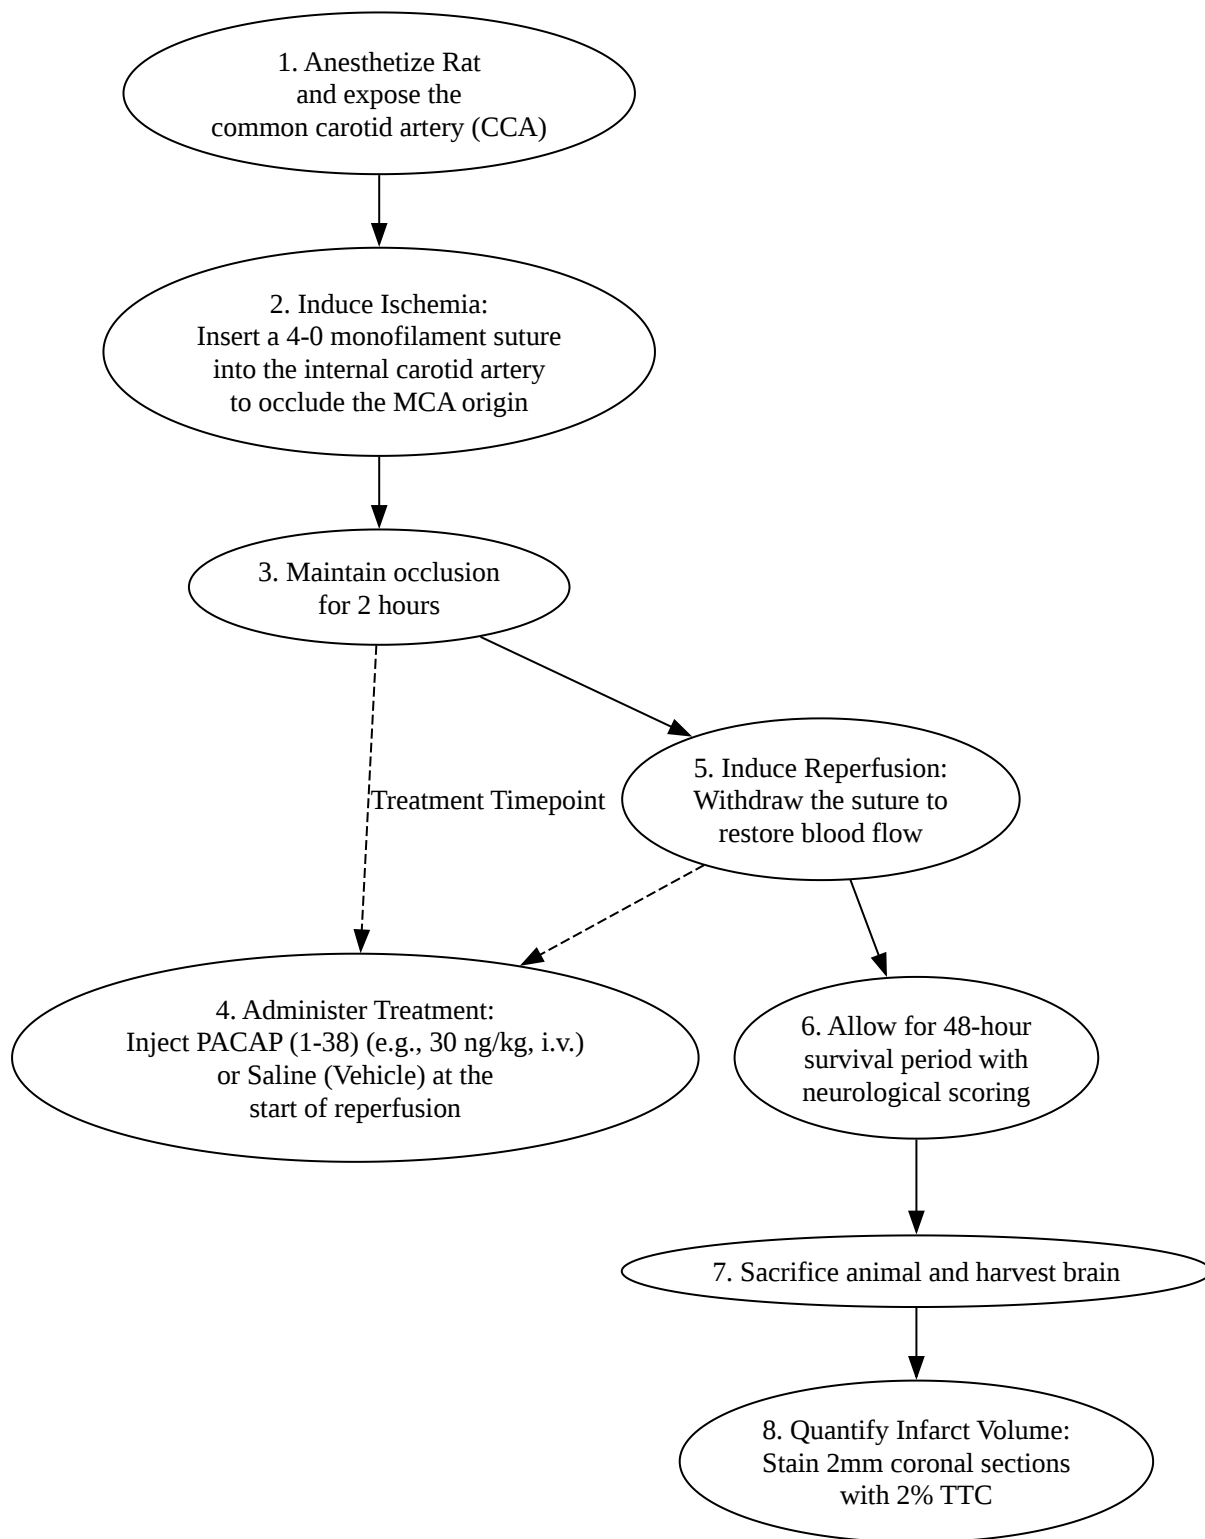 1. Anesthetize Rat
and expose the
common carotid artery (CCA)
2. Induce Ischemia:
Insert a 4-0 monofilament suture
into the internal carotid artery
to occlude the MCA origin
3. Maintain occlusion
for 2 hours
5. Induce Reperfusion:
Withdraw the suture to
restore blood flow
Treatment Timepoint
4. Administer Treatment:
Inject PACAP (1-38) (e.g., 30 ng/kg, i.v.)
or Saline (Vehicle) at the
start of reperfusion
6. Allow for 48-hour
survival period with
neurological scoring
7. Sacrifice animal and harvest brain
8. Quantify Infarct Volume:
Stain 2mm coronal sections
with 2% TTC